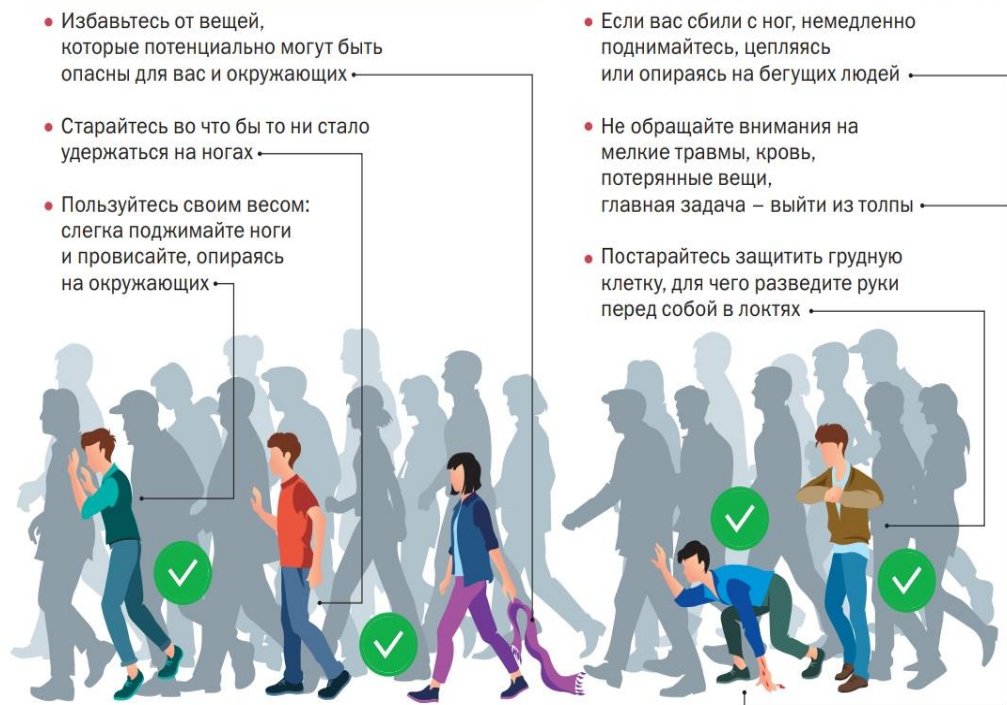 • Избавьтесь от вещей,
которые потенциально могут быть
опасны для вас и окружающих
• Старайтесь во что бы то ни стало
удержаться на ногах
• Пользуйтесь своим весом:
слегка поджимайте ноги
и провисайте, опираясь
на окружающих
• Если вас сбили с ног, немедленно
поднимайтесь, цепляясь
или опираясь на бегущих людей
• Не обращайте внимания на
мелкие травмы, кровь,
потерянные вещи,
главная задача – выйти из толпы
• Постарайтесь защитить грудную
клетку, для чего разведите руки
перед собой в локтях